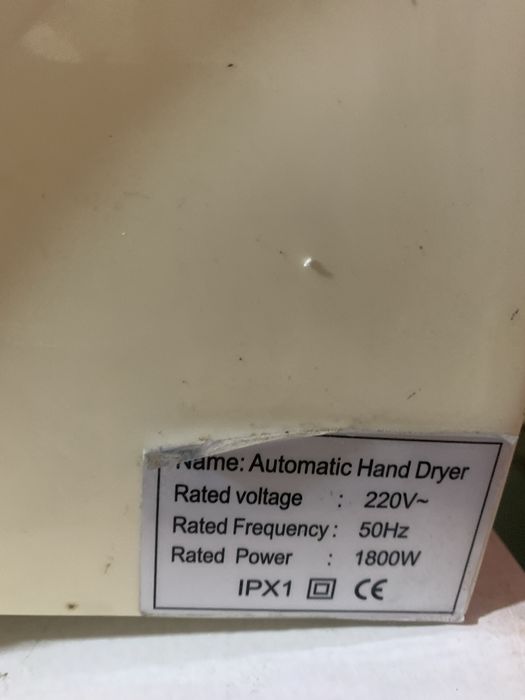 Name: Automatic Hand Dryer
Rated voltage : 220V~
Rated Frequency: 50Hz
Rated Power : 1800W
IPX1 CE